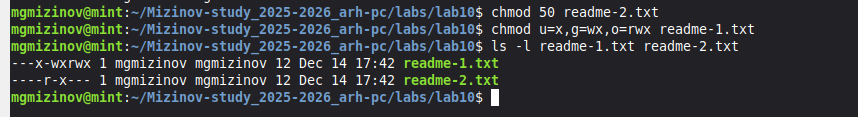 mgmizinov@mint:~/Mizinov-study_2025-2026_arh-pc/labs/lab10$ chmod 50 readme-2.txt
mgmizinov@mint:~/Mizinov-study_2025-2026_arh-pc/labs/lab10$ chmod u=x,g=wx,o=rwx readme-1.txt
mgmizinov@mint:~/Mizinov-study_2025-2026_arh-pc/labs/lab10$ ls -l readme-1.txt readme-2.txt
---x-wxrwx 1 mgmizinov mgmizinov 12 Dec 14 17:42 readme-1.txt
----r-x--- 1 mgmizinov mgmizinov 12 Dec 14 17:42 readme-2.txt
mgmizinov@mint:~/Mizinov-study_2025-2026_arh-pc/labs/lab10$